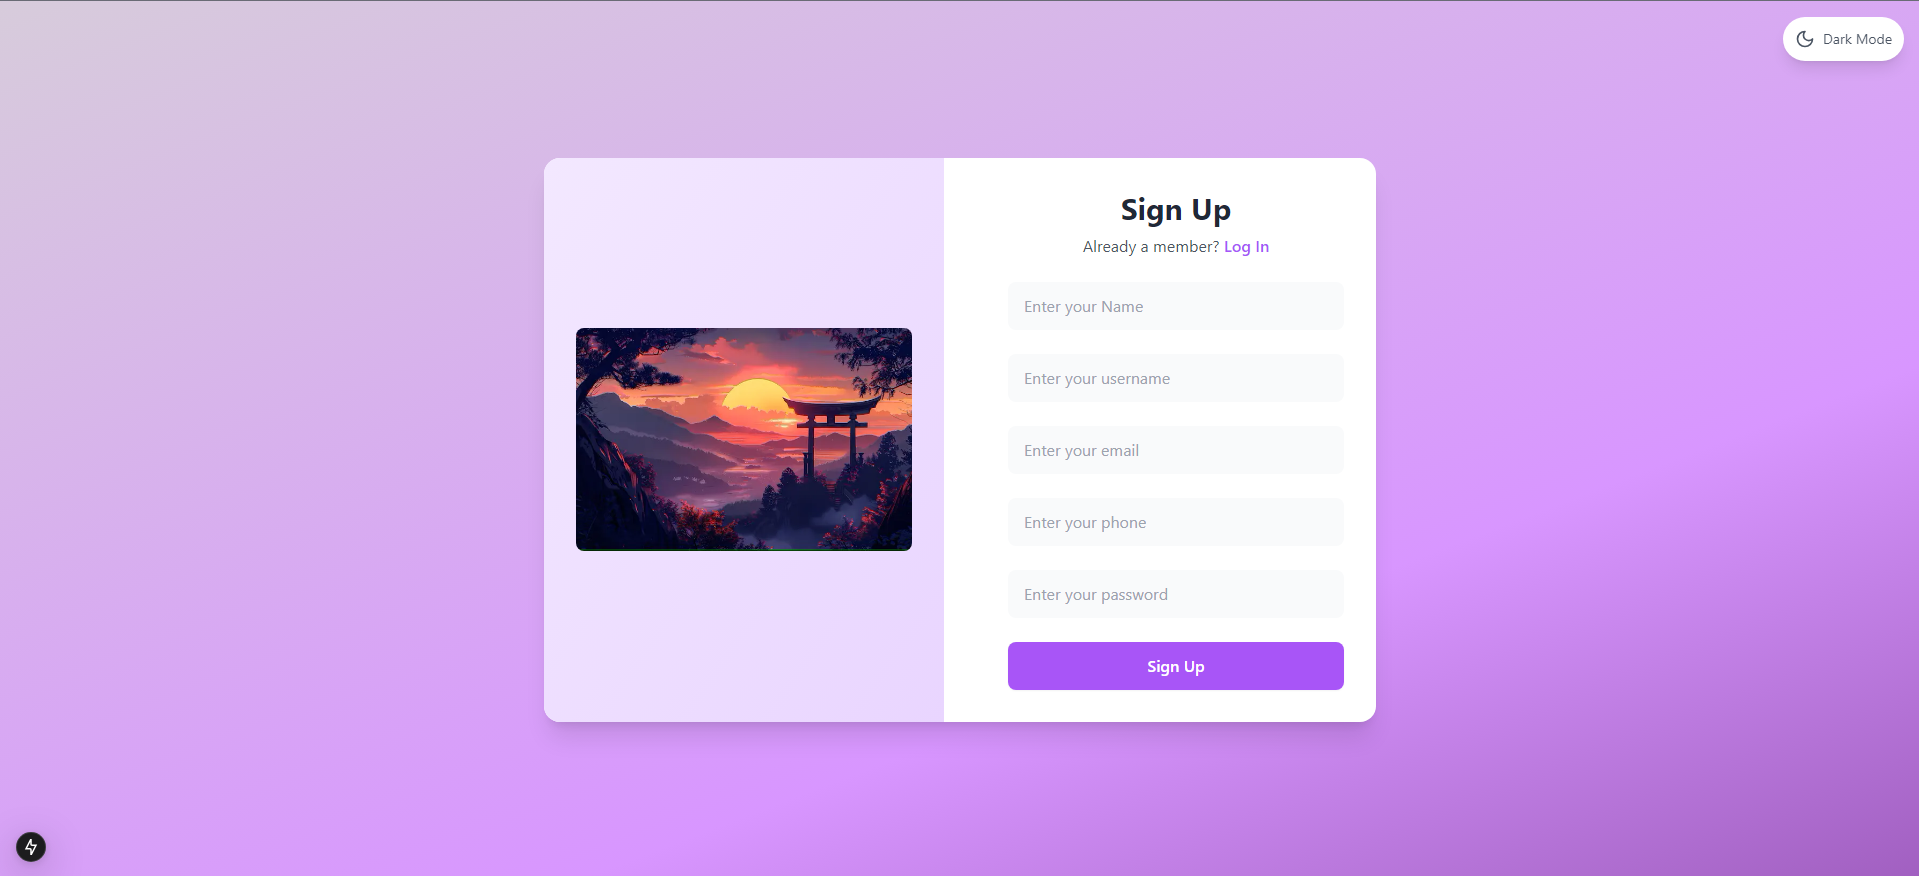 Dark Mode
Sign Up
Already a member? Log In
Enter your Name
Enter your username
Enter your email
Enter your phone
Enter your password
Sign Up